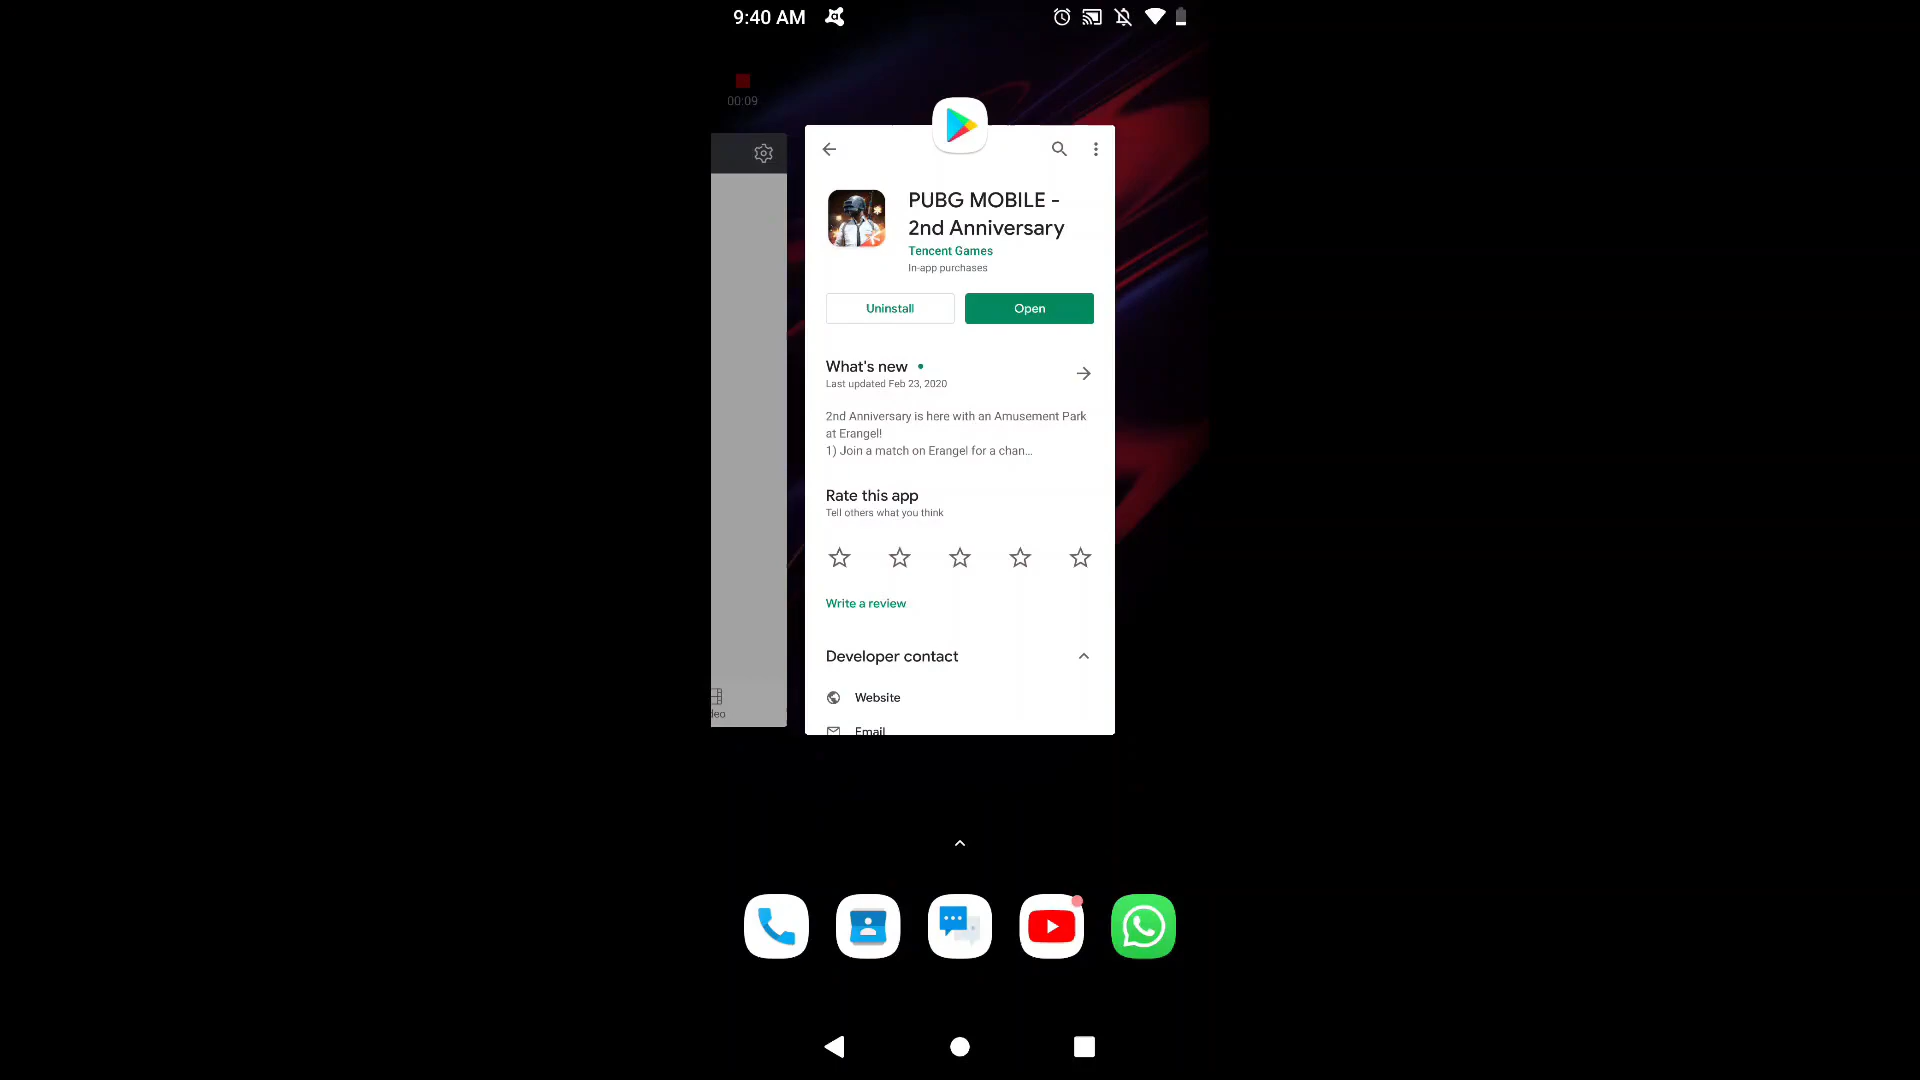 9:40 AM
00:09
PUBG MOBILE -
2nd Anniversary
Tencent Games
In-app purchases
Uninstall
Open
What's new
Last updated Feb 23, 2020
2nd Anniversary is here with an Amusement Park
at Erangel!
1) Join a match on Erangel for a chan...
Rate this app
Tell others what you think
Write a review
Developer contact
Website
Email
deo